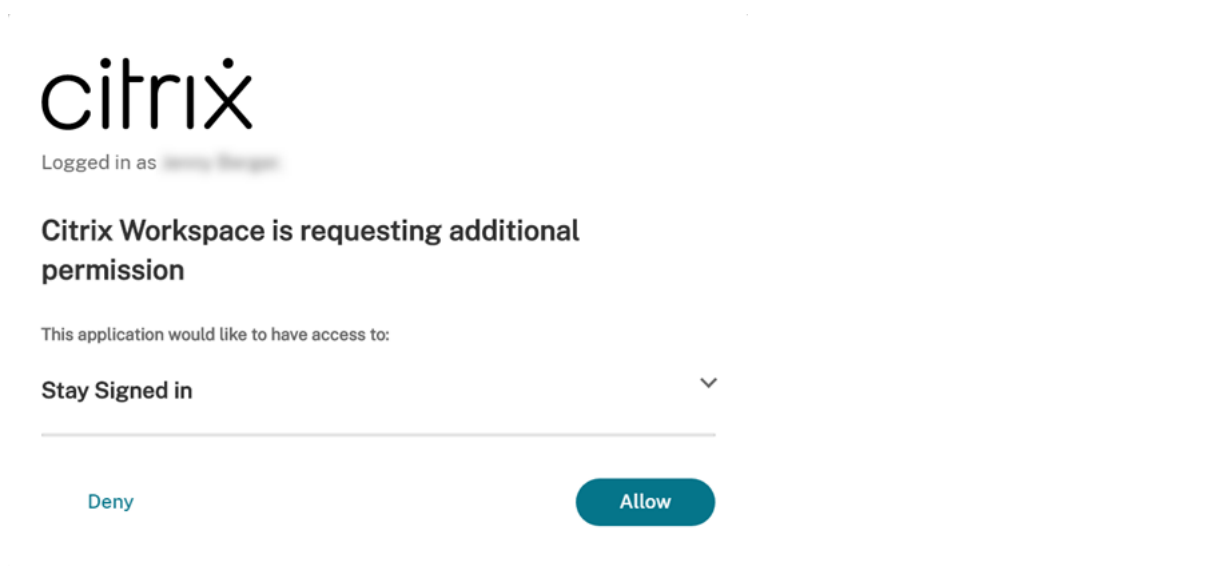 citrix
Logged in as
Citrix Workspace is requesting additional
permission
This application would like to have access to:
Stay Signed in
Deny
Allow